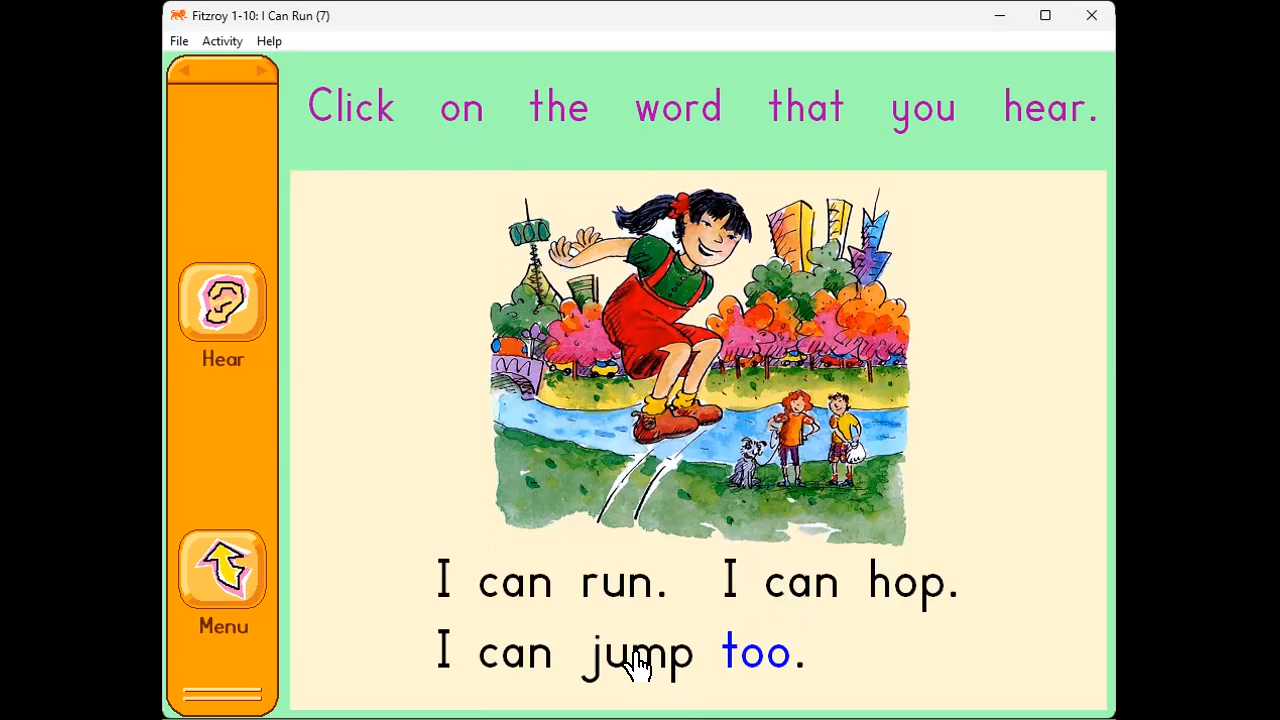 Fitzroy 1-10: I Can Run (7)
File Activity Help
Click on the word that you hear.
Hear
Menu
I can run. I can hop.
I can jump too.